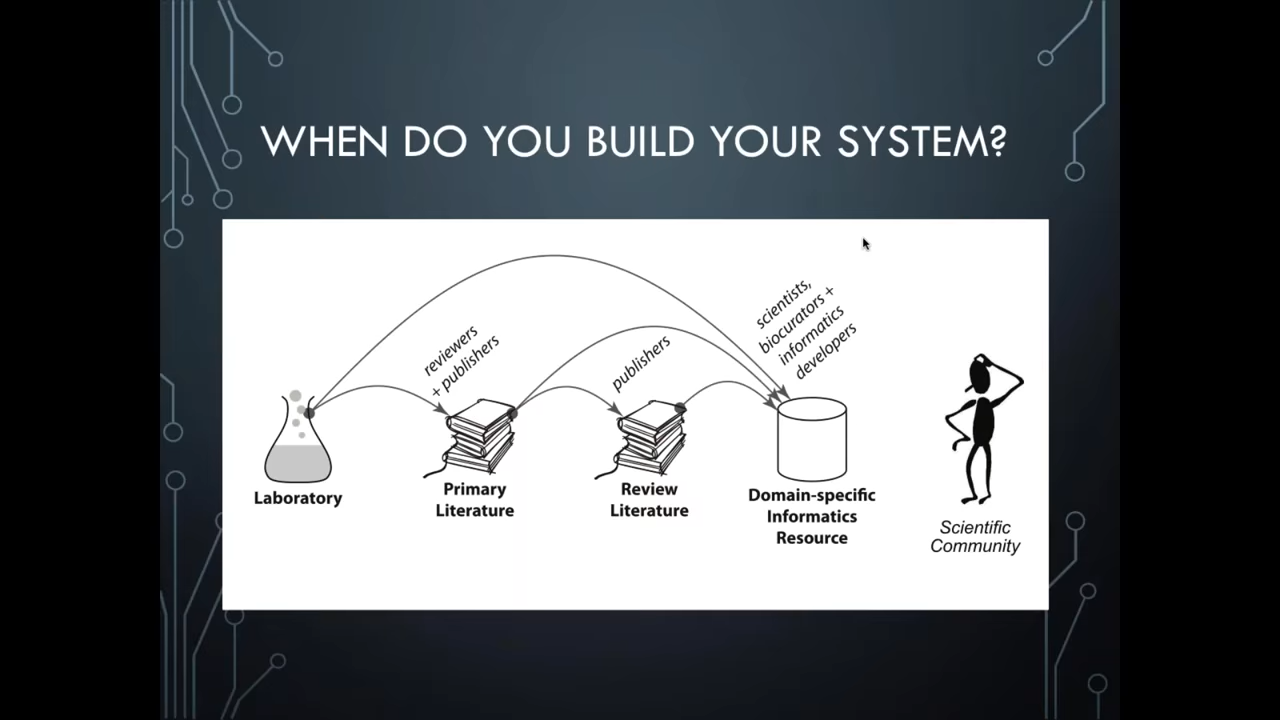 WHEN DO YOU BUILD YOUR SYSTEM?
reviewers
+ publishers
publishers
scientists,
biocurators +
informatics
developers
Laboratory
Primary
Literature
Review
Literature
Domain-specific
Informatics
Resource
Scientific
Community